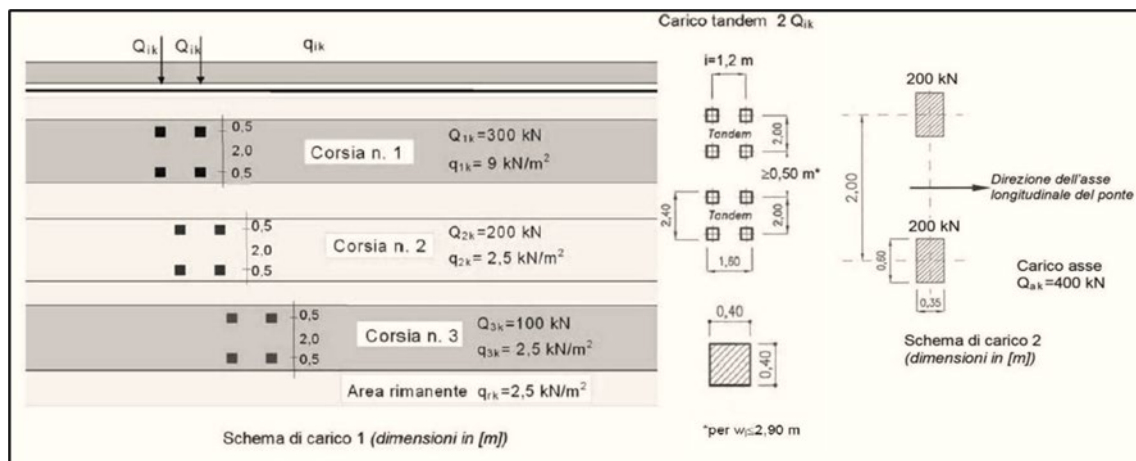 Q_ik Q_ik q_ik
0,5
2,0
0,5
Corsia n. 1
Q_1k=300 kN
q_1k= 9 kN/m²
0,5
2,0
0,5
Corsia n. 2
Q_2k=200 kN
q_2k= 2,5 kN/m²
0,5
2,0
0,5
Corsia n. 3
Q_3k=100 kN
q_3k= 2,5 kN/m²
Area rimanente q_rk=2,5 kN/m²
Schema di carico 1 (dimensioni in [m])
Carico tandem 2 Q_ik
i=1,2 m
Tandem
2,00
≥0,50 m*
Tandem
2,00
2,40
1,60
0,40
0,40
*per w_l≤2,90 m
200 kN
2,00
Direzione dell'asse
longitudinale del ponte
200 kN
0,60
0,35
Carico asse
Q_ak=400 kN
Schema di carico 2
(dimensioni in [m])